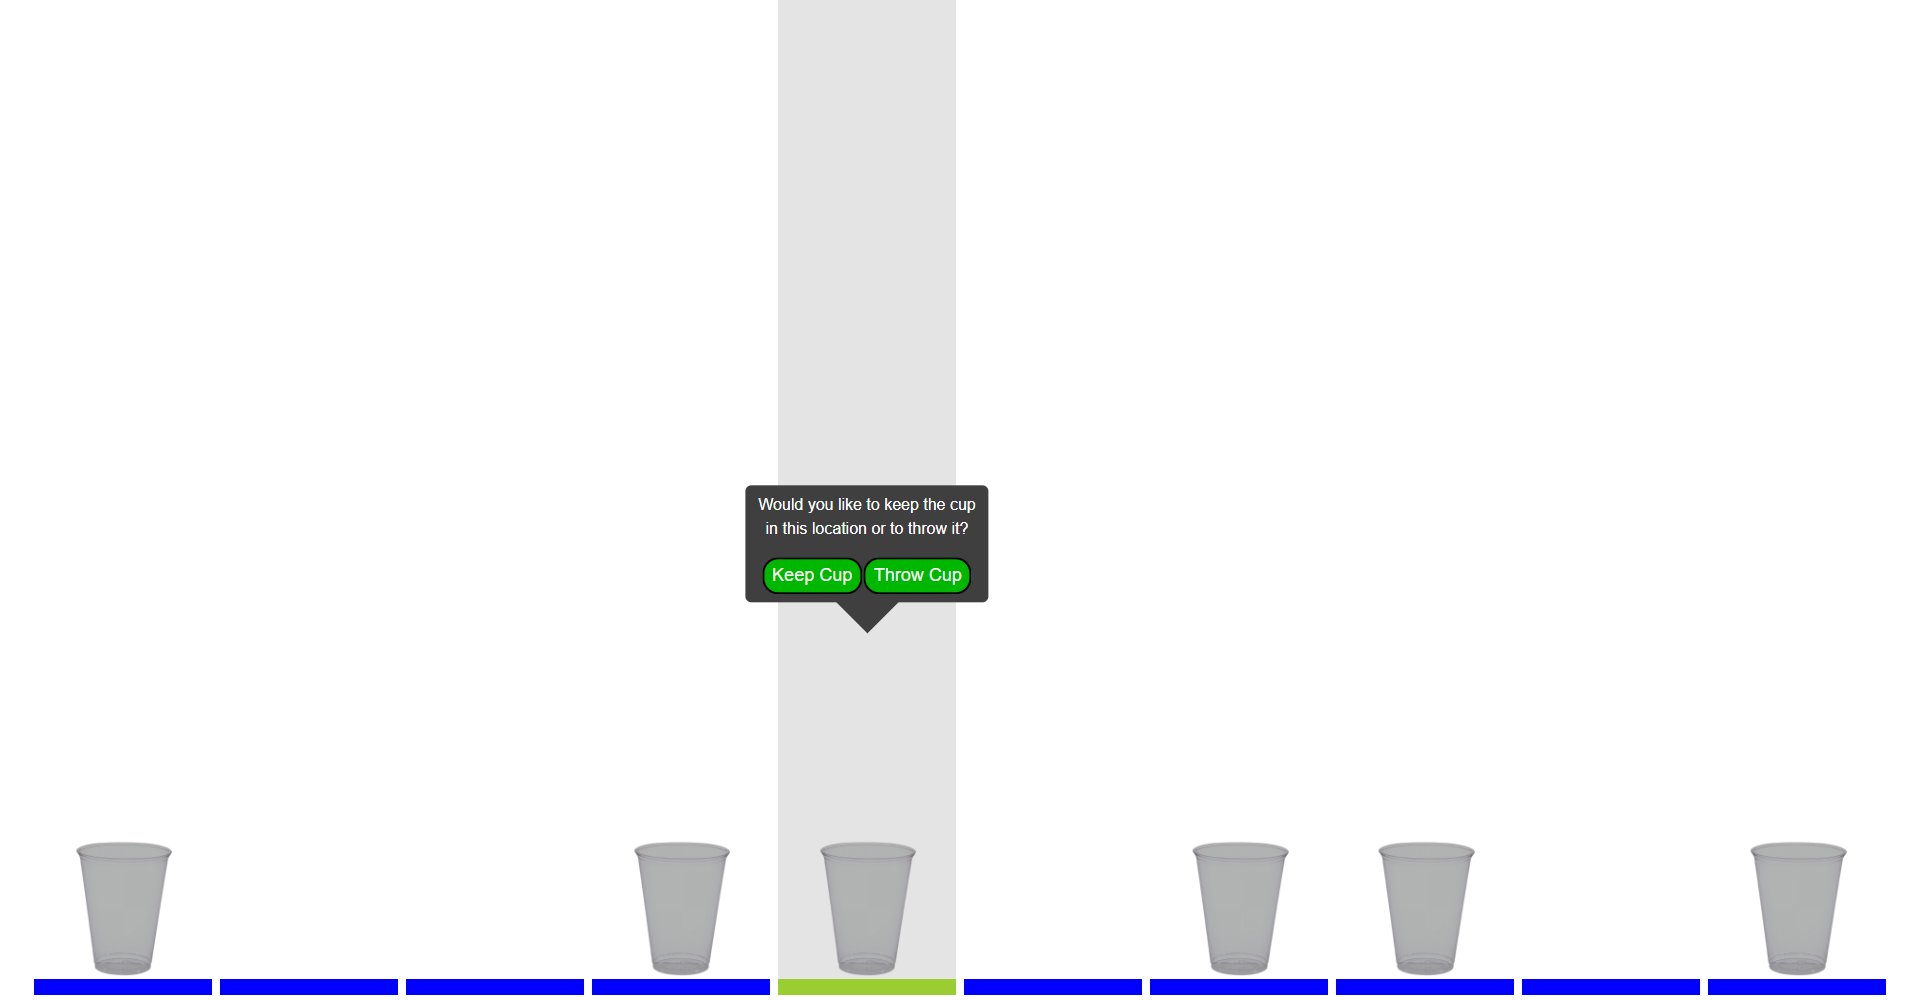 Would you like to keep the cup
in this location or to throw it?
Keep Cup Throw Cup